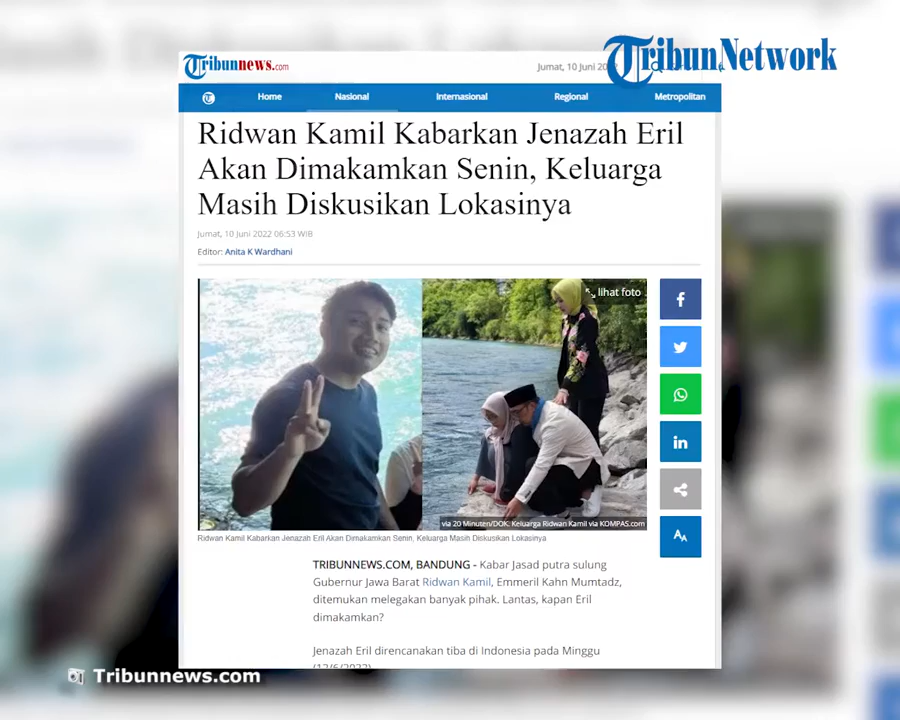 Tribunnews.com
Jumat, 10 Juni 20
TribunNetwork
Home Nasional Internasional Regional Metropolitan
Ridwan Kamil Kabarkan Jenazah Eril
Akan Dimakamkan Senin, Keluarga
Masih Diskusikan Lokasinya
Jumat, 10 Juni 2022 06:53 WIB
Editor: Anita K Wardhani
lihat foto
via 20 Minuten/DOK. Keluarga Ridwan Kamil via KOMPAS.com
Ridwan Kamil Kabarkan Jenazah Eril Akan Dimakamkan Senin, Keluarga Masih Diskusikan Lokasinya
TRIBUNNEWS.COM, BANDUNG - Kabar Jasad putra sulung
Gubernur Jawa Barat Ridwan Kamil, Emmeril Kahn Mumtadz,
ditemukan melegakan banyak pihak. Lantas, kapan Eril
dimakamkan?
Jenazah Eril direncanakan tiba di Indonesia pada Minggu
(12/6/2022)
Tribunnews.com